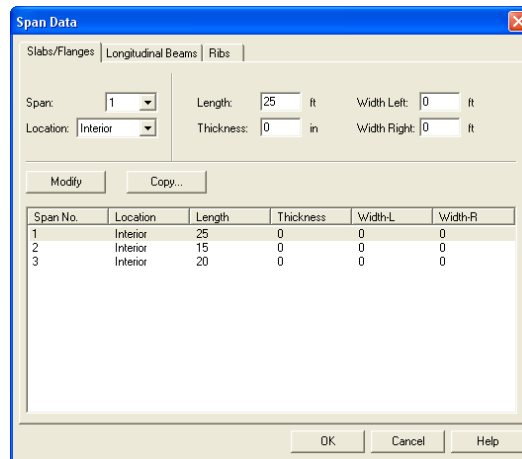 Span Data
Slabs/Flanges Longitudinal Beams Ribs
Span: 1 Length: 25 ft Width Left: 0 ft
Location: Interior Thickness: 0 in Width Right: 0 ft
Modify Copy...
Span No. Location Length Thickness Width-L Width-R
1 Interior 25 0 0 0
2 Interior 15 0 0 0
3 Interior 20 0 0 0
OK Cancel Help